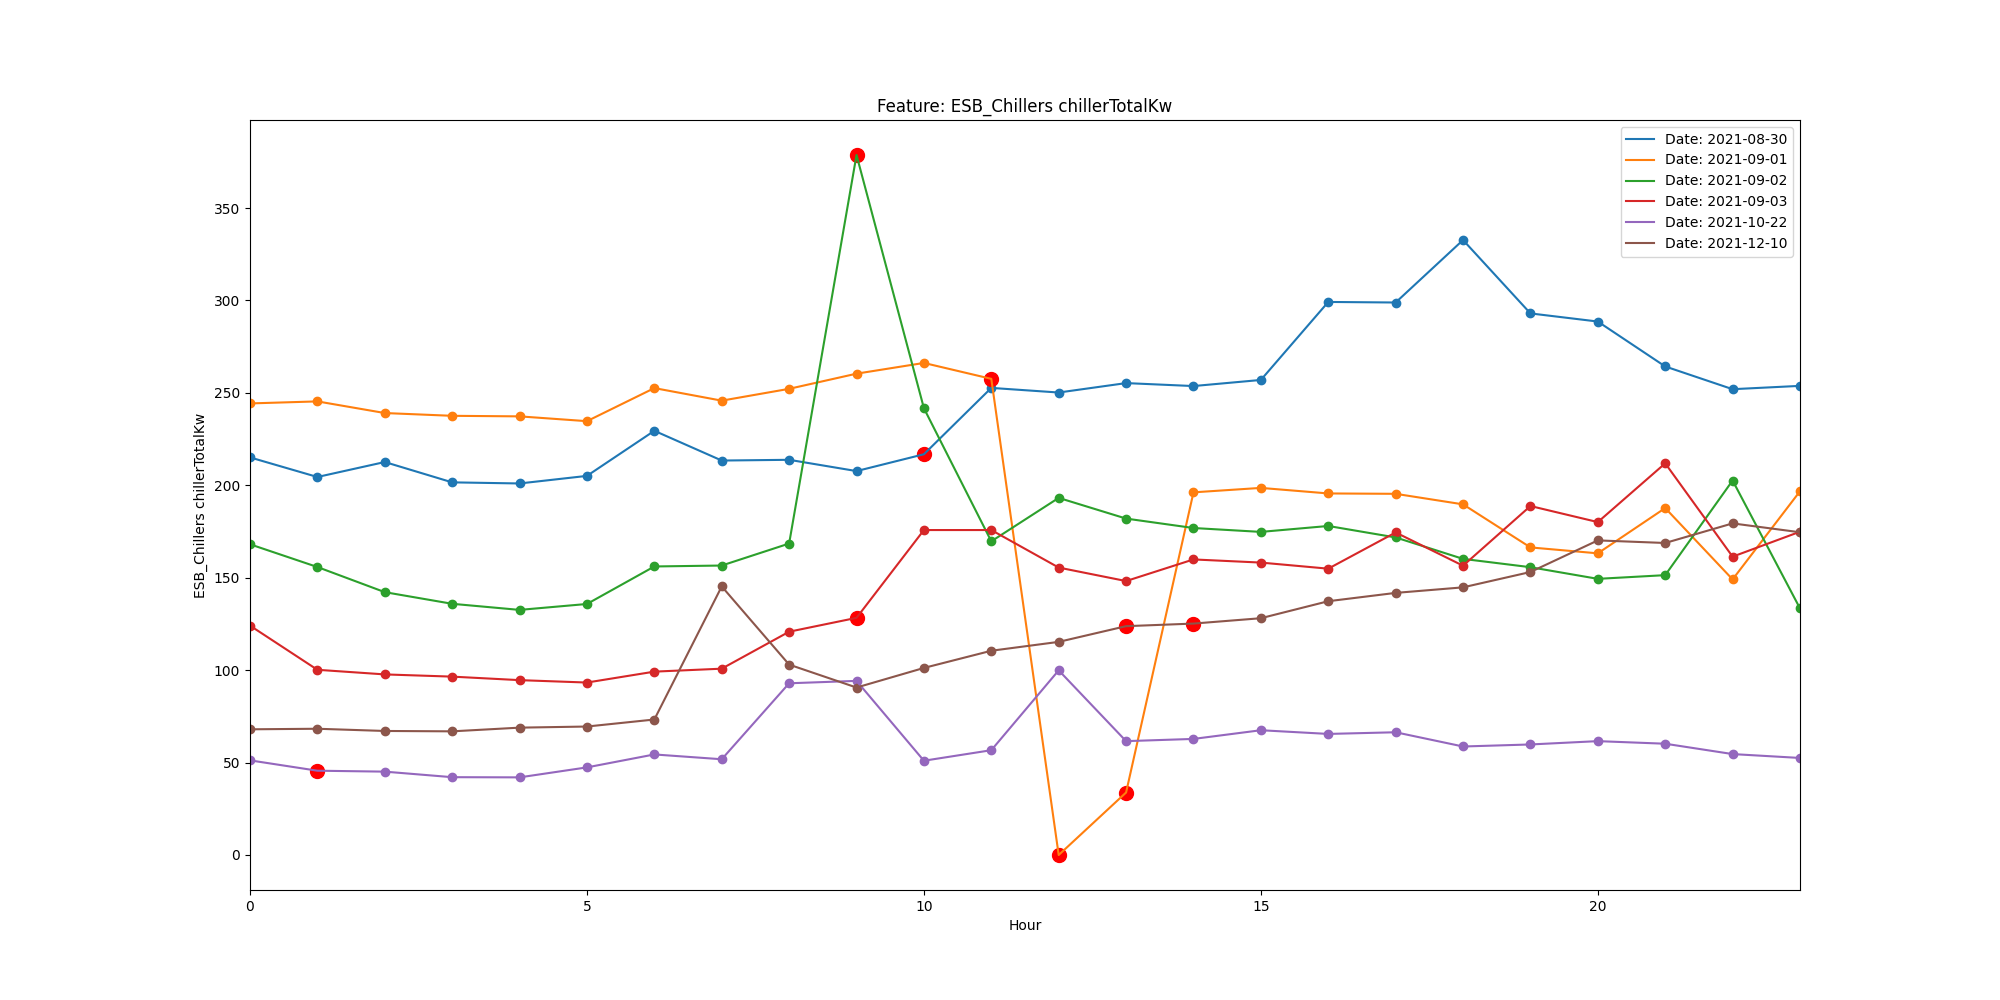 Feature: ESB_Chillers chillerTotalKw
Date: 2021-08-30
Date: 2021-09-01
Date: 2021-09-02
Date: 2021-09-03
Date: 2021-10-22
Date: 2021-12-10
ESB_Chillers chillerTotalKw
350
300
250
200
150
100
50
0
0 5 10 15 20
Hour